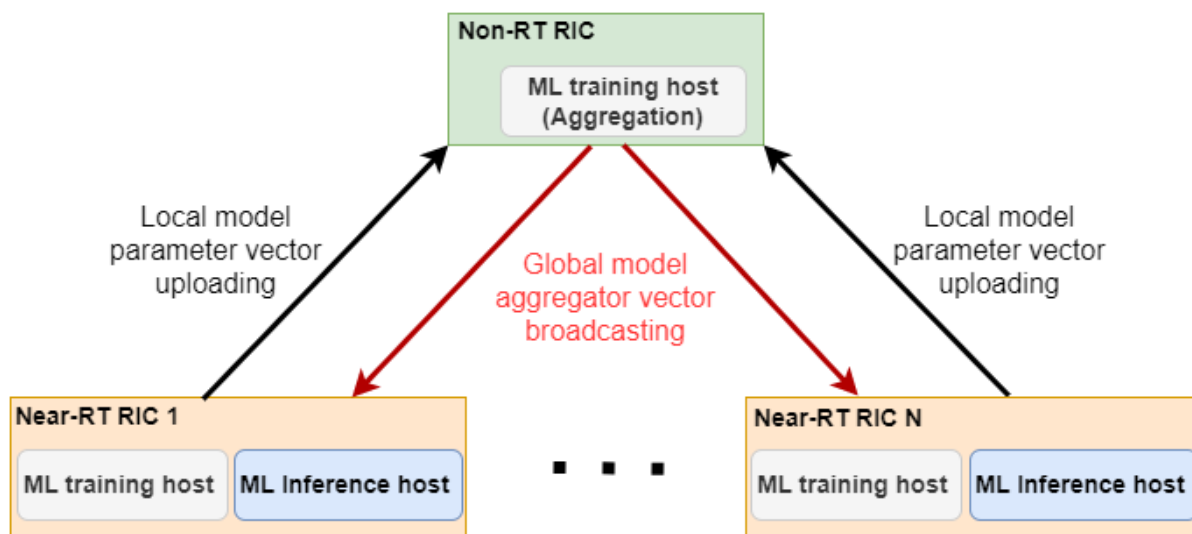 Non-RT RIC
ML training host
(Aggregation)
Local model
parameter vector
uploading
Global model
aggregator vector
broadcasting
Local model
parameter vector
uploading
Near-RT RIC 1
ML training host
ML Inference host
. . .
Near-RT RIC N
ML training host
ML Inference host